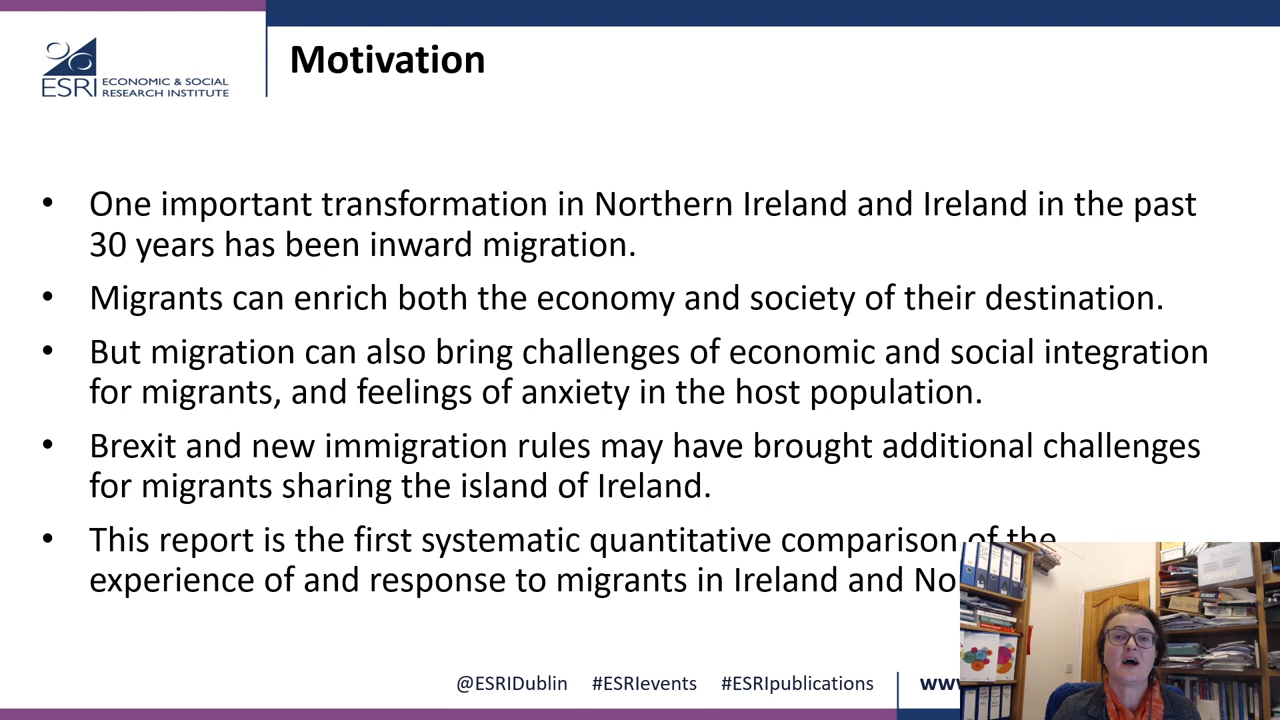 ESRI ECONOMIC & SOCIAL
RESEARCH INSTITUTE
Motivation
• One important transformation in Northern Ireland and Ireland in the past
30 years has been inward migration.
• Migrants can enrich both the economy and society of their destination.
• But migration can also bring challenges of economic and social integration
for migrants, and feelings of anxiety in the host population.
• Brexit and new immigration rules may have brought additional challenges
for migrants sharing the island of Ireland.
• This report is the first systematic quantitative comparison of the
experience of and response to migrants in Ireland and No
@ESRIDublin #ESRIevents #ESRIpublications www